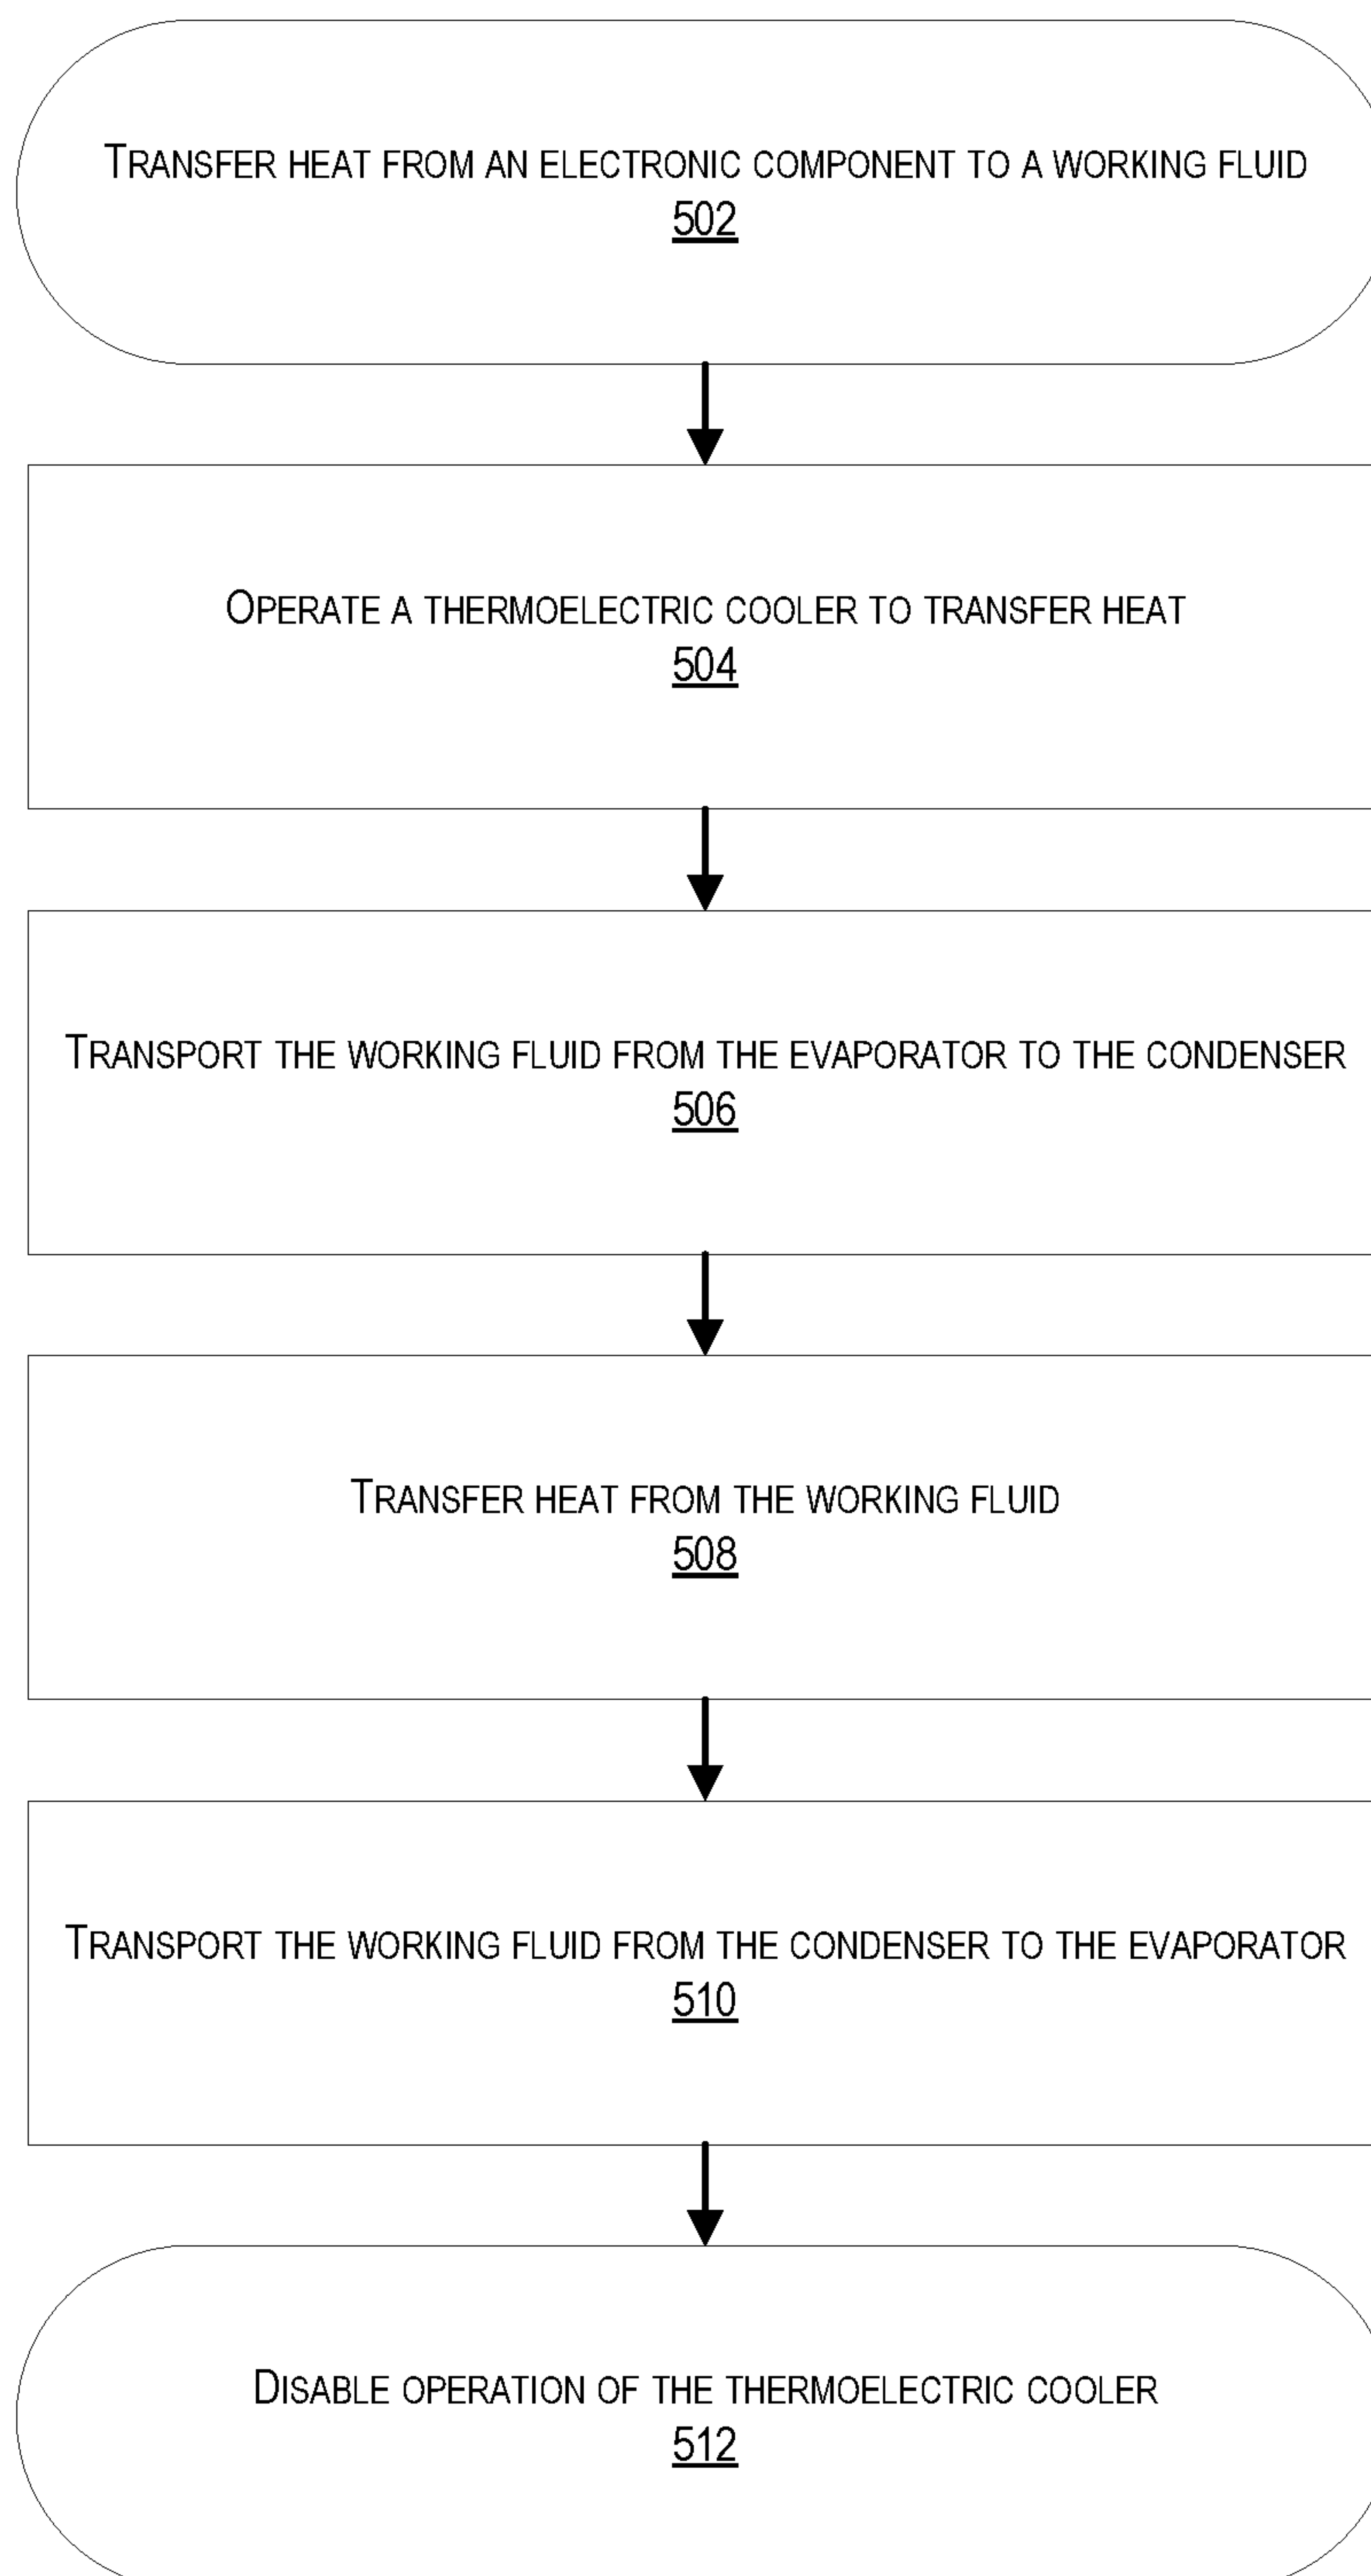 Transfer heat from an electronic component to a working fluid
502
Operate a thermoelectric cooler to transfer heat
504
Transport the working fluid from the evaporator to the condenser
506
Transfer heat from the working fluid
508
Transport the working fluid from the condenser to the evaporator
510
Disable operation of the thermoelectric cooler
512